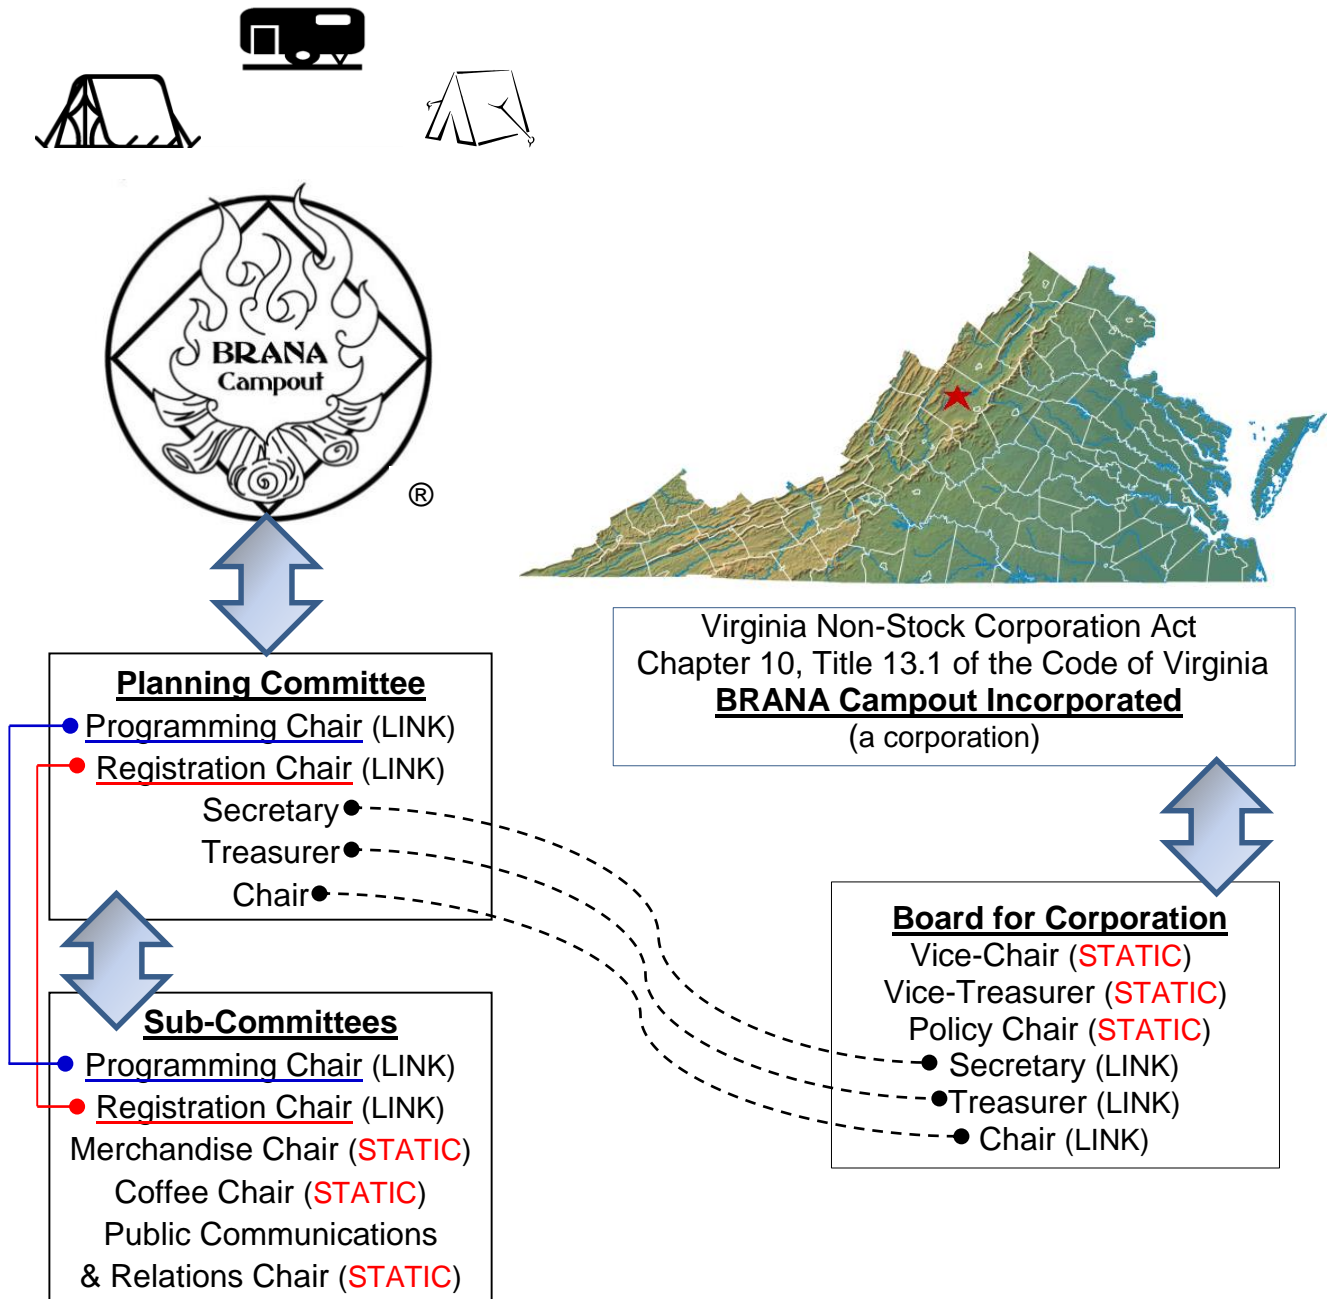 BRANA
Campout
®
Planning Committee
Programming Chair (LINK)
Registration Chair (LINK)
Secretary
Treasurer
Chair
Sub-Committees
Programming Chair (LINK)
Registration Chair (LINK)
Merchandise Chair (STATIC)
Coffee Chair (STATIC)
Public Communications
& Relations Chair (STATIC)
Virginia Non-Stock Corporation Act
Chapter 10, Title 13.1 of the Code of Virginia
BRANA Campout Incorporated
(a corporation)
Board for Corporation
Vice-Chair (STATIC)
Vice-Treasurer (STATIC)
Policy Chair (STATIC)
Secretary (LINK)
Treasurer (LINK)
Chair (LINK)